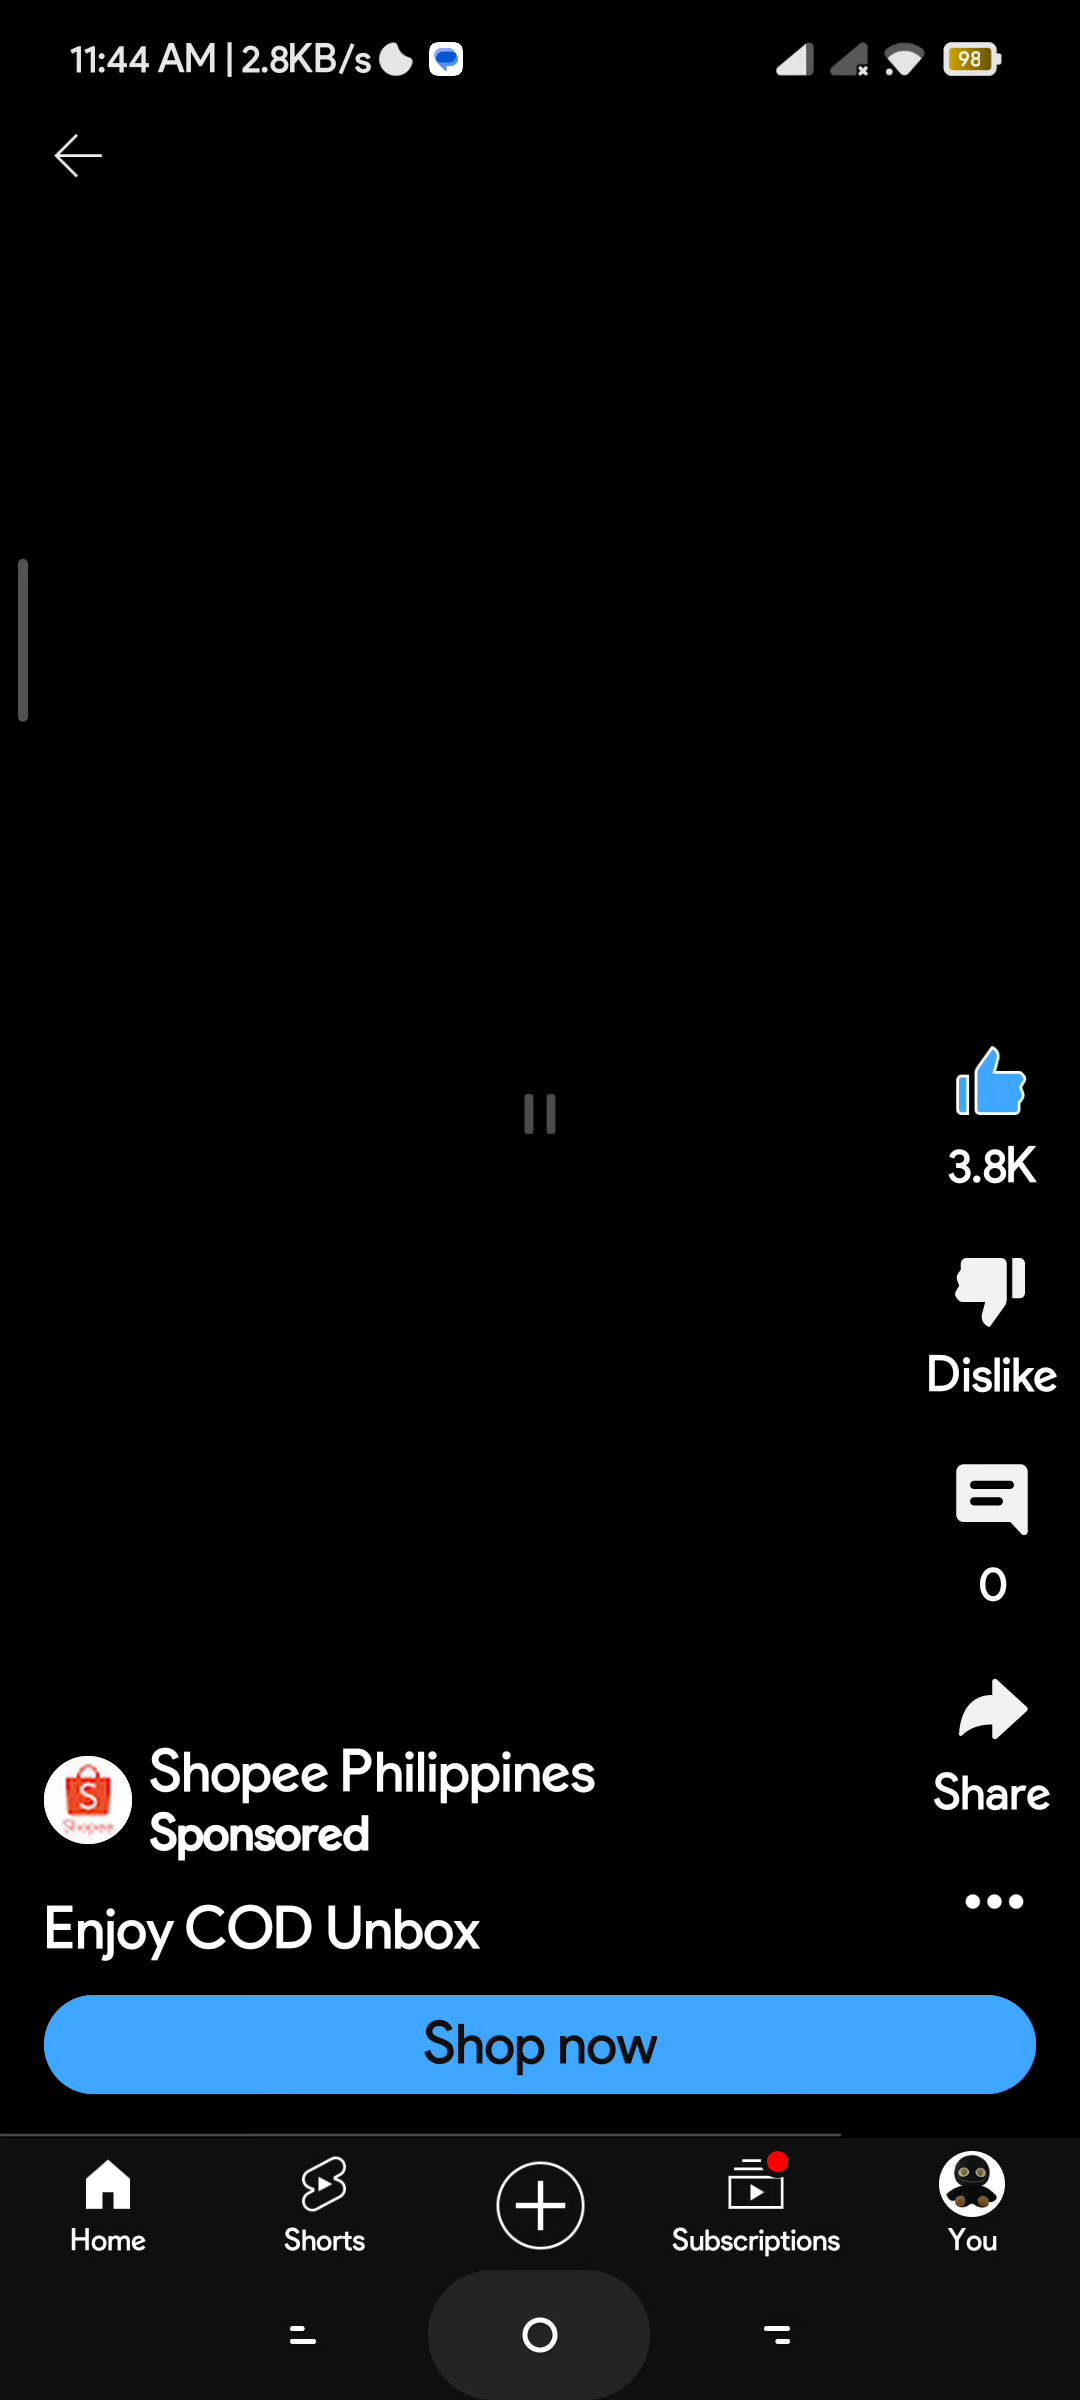 11:44 AM | 2.8KB/s
98
3.8K
Dislike
0
Share
S
Shopee
Shopee Philippines
Sponsored
Enjoy COD Unbox
Shop now
Home
Shorts
Subscriptions
You